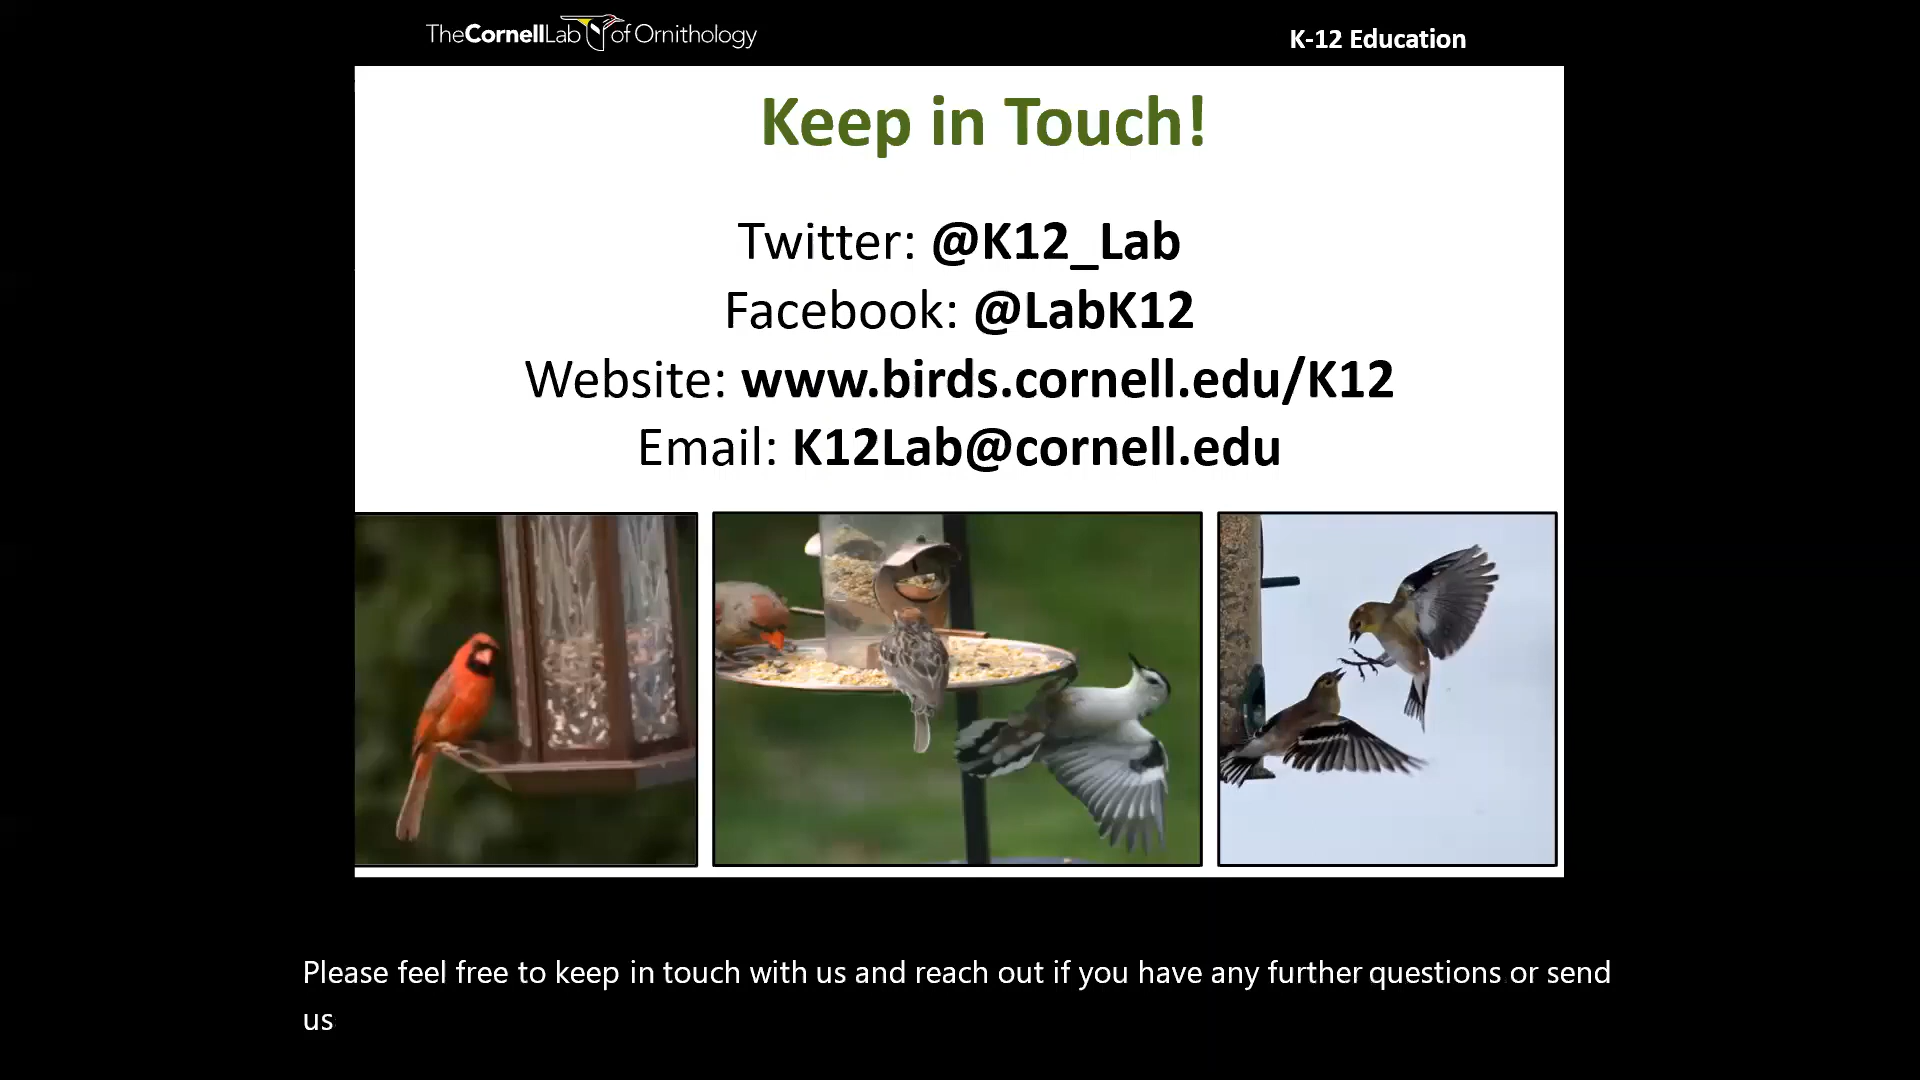 TheCornellLab of Ornithology
K-12 Education
Keep in Touch!
Twitter: @K12_Lab
Facebook: @LabK12
Website: www.birds.cornell.edu/K12
Email: K12Lab@cornell.edu
Please feel free to keep in touch with us and reach out if you have any further questions or send
us